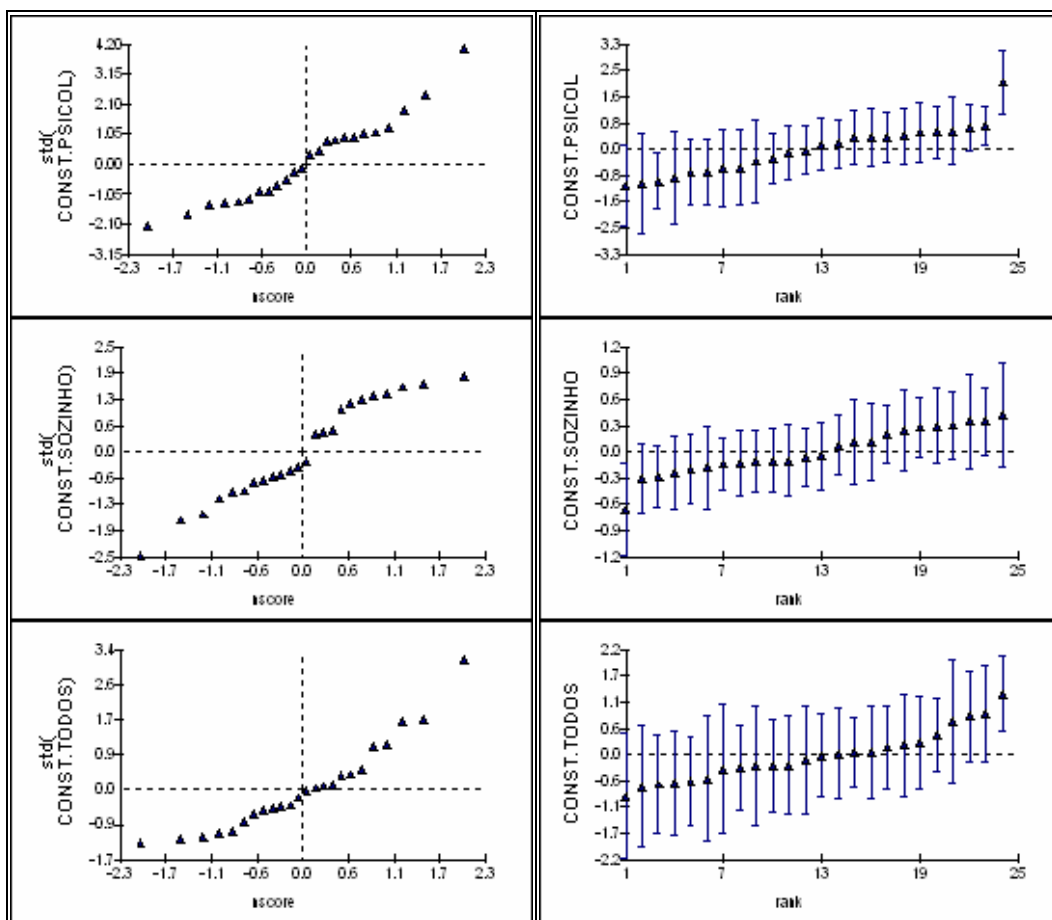 std(
CONST.PSICOL)
4.20
3.15
2.10
1.05
0.00
-1.05
-2.10
-3.15
-2.3 -1.7 -1.1 -0.6 0.0 0.6 1.1 1.7 2.3
nscore
CONST.PSICOL
3.3
2.5
1.6
0.8
0.0
-0.8
-1.6
-2.5
-3.3
1 7 13 19 25
rank
std(
CONST.SOZINHO)
2.5
1.9
1.3
0.6
0.0
-0.6
-1.3
-1.9
-2.5
-2.3 -1.7 -1.1 -0.6 0.0 0.6 1.1 1.7 2.3
nscore
CONST.SOZINHO
1.2
0.9
0.6
0.3
0.0
-0.3
-0.6
-0.9
-1.2
1 7 13 19 25
rank
std(
CONST.TODOS)
3.4
2.6
1.7
0.9
0.0
-0.9
-1.7
-2.3 -1.7 -1.1 -0.6 0.0 0.6 1.1 1.7 2.3
nscore
CONST.TODOS
2.2
1.7
1.1
0.6
0.0
-0.6
-1.1
-1.7
-2.2
1 7 13 19 25
rank